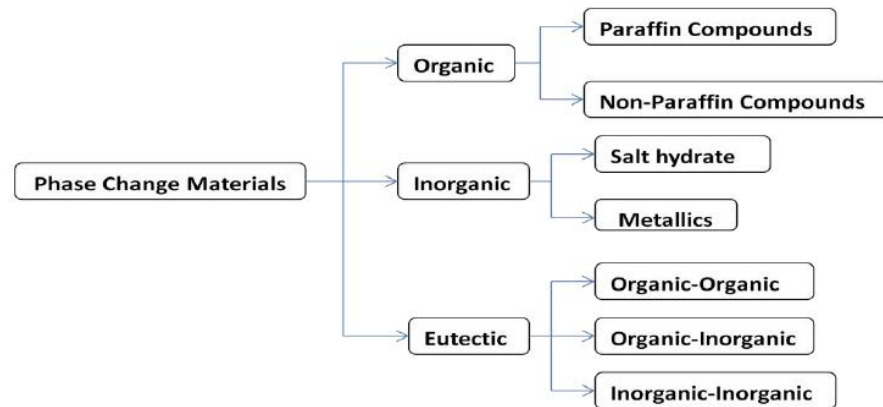 Phase Change Materials
Organic
Paraffin Compounds
Non-Paraffin Compounds
Inorganic
Salt hydrate
Metallics
Eutectic
Organic-Organic
Organic-Inorganic
Inorganic-Inorganic